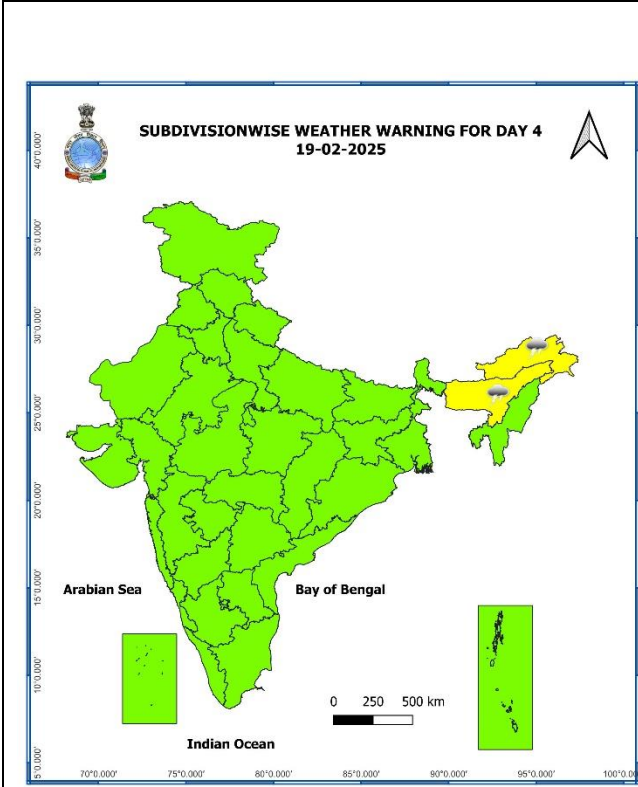 SUBDIVISIONWISE WEATHER WARNING FOR DAY 4
19-02-2025
40°0.000'
35°0.000'
30°0.000'
25°0.000'
20°0.000'
15°0.000'
10°0.000'
5°0.000'
Arabian Sea
Bay of Bengal
0 250 500 km
Indian Ocean
70°0.000' 75°0.000' 80°0.000' 85°0.000' 90°0.000' 95°0.000' 100°0.0